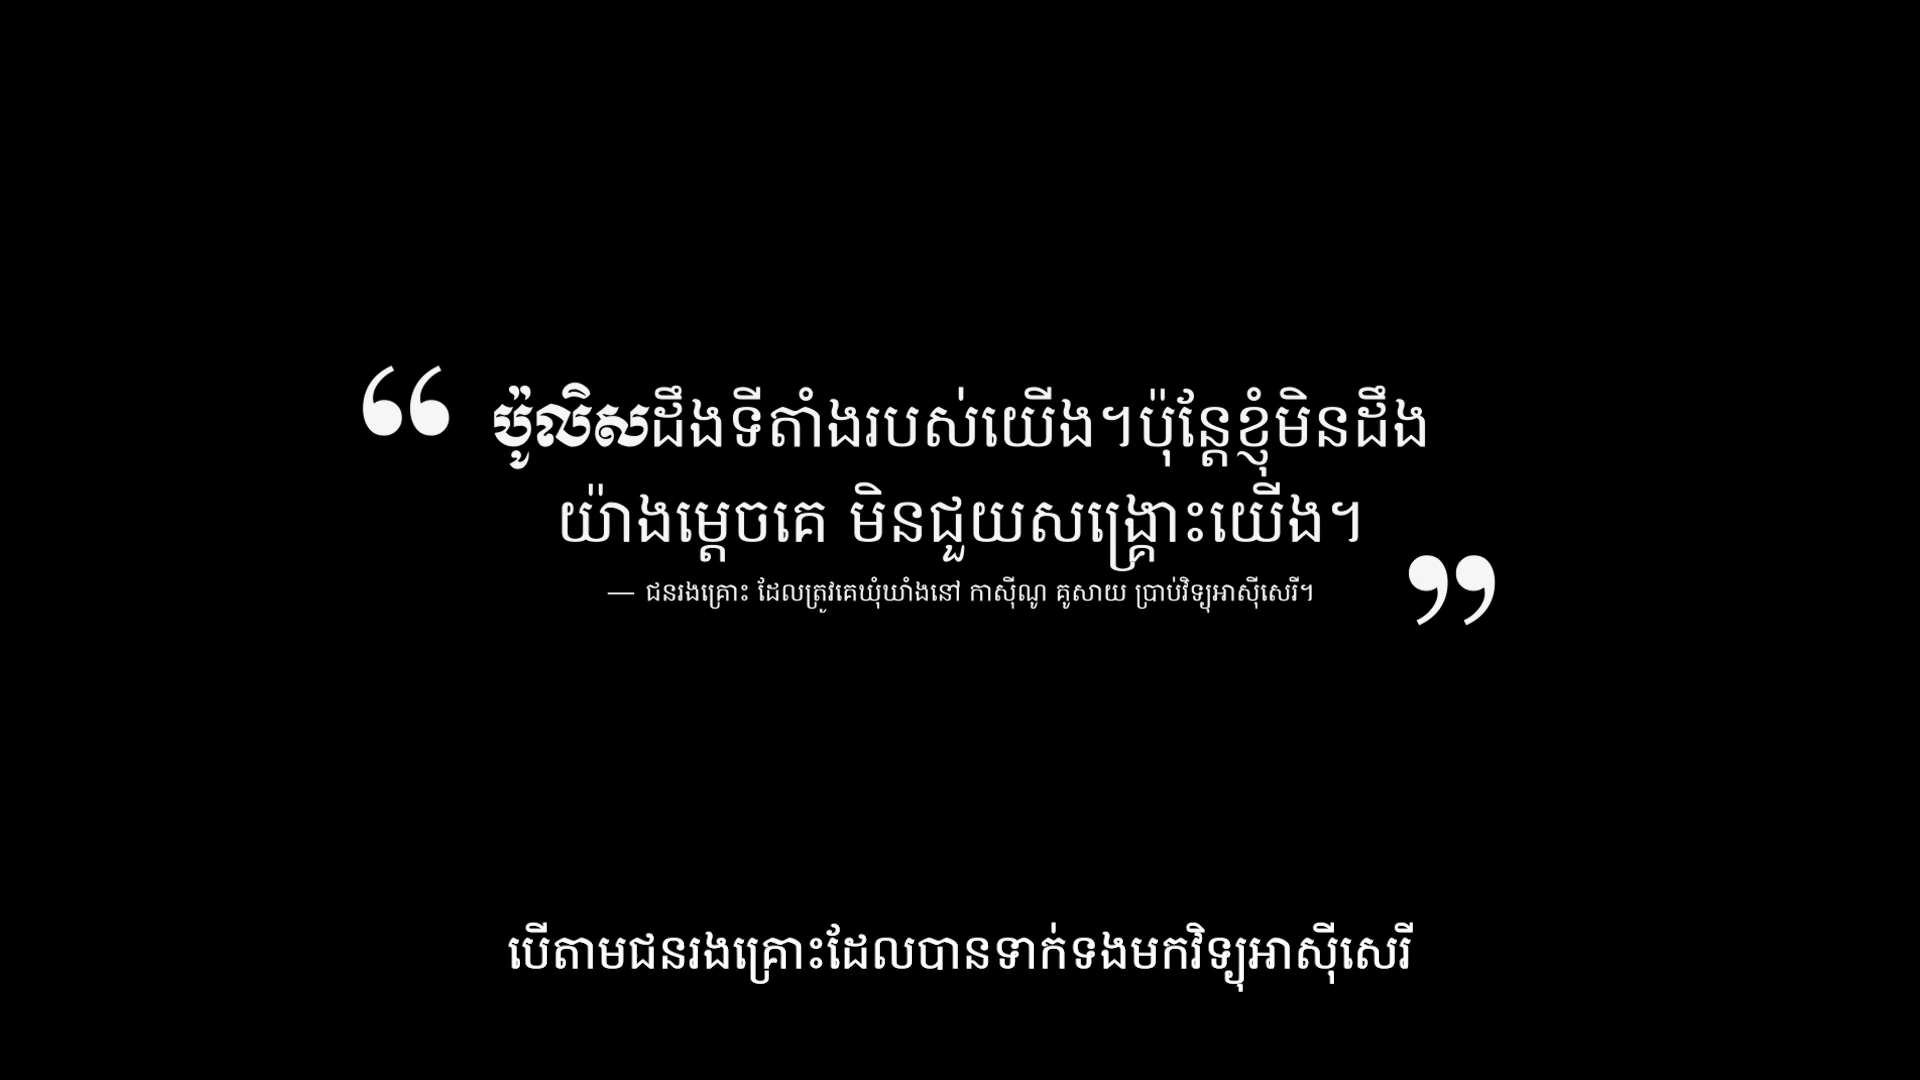 “ ប៉ូលិសដឹងទីតាំងរបស់យើង។ប៉ុន្តែខ្ញុំមិនដឹង
យ៉ាងម្តេចគេ មិនជួយសង្គ្រោះយើង។ ”
— ជនរងគ្រោះ ដែលត្រូវគេឃុំឃាំងនៅ កាស៊ីណូ គូសាយ ប្រាប់វិទ្យុអាស៊ីសេរី។
បើតាមជនរងគ្រោះដែលបានទាក់ទងមកវិទ្យុអាស៊ីសេរី